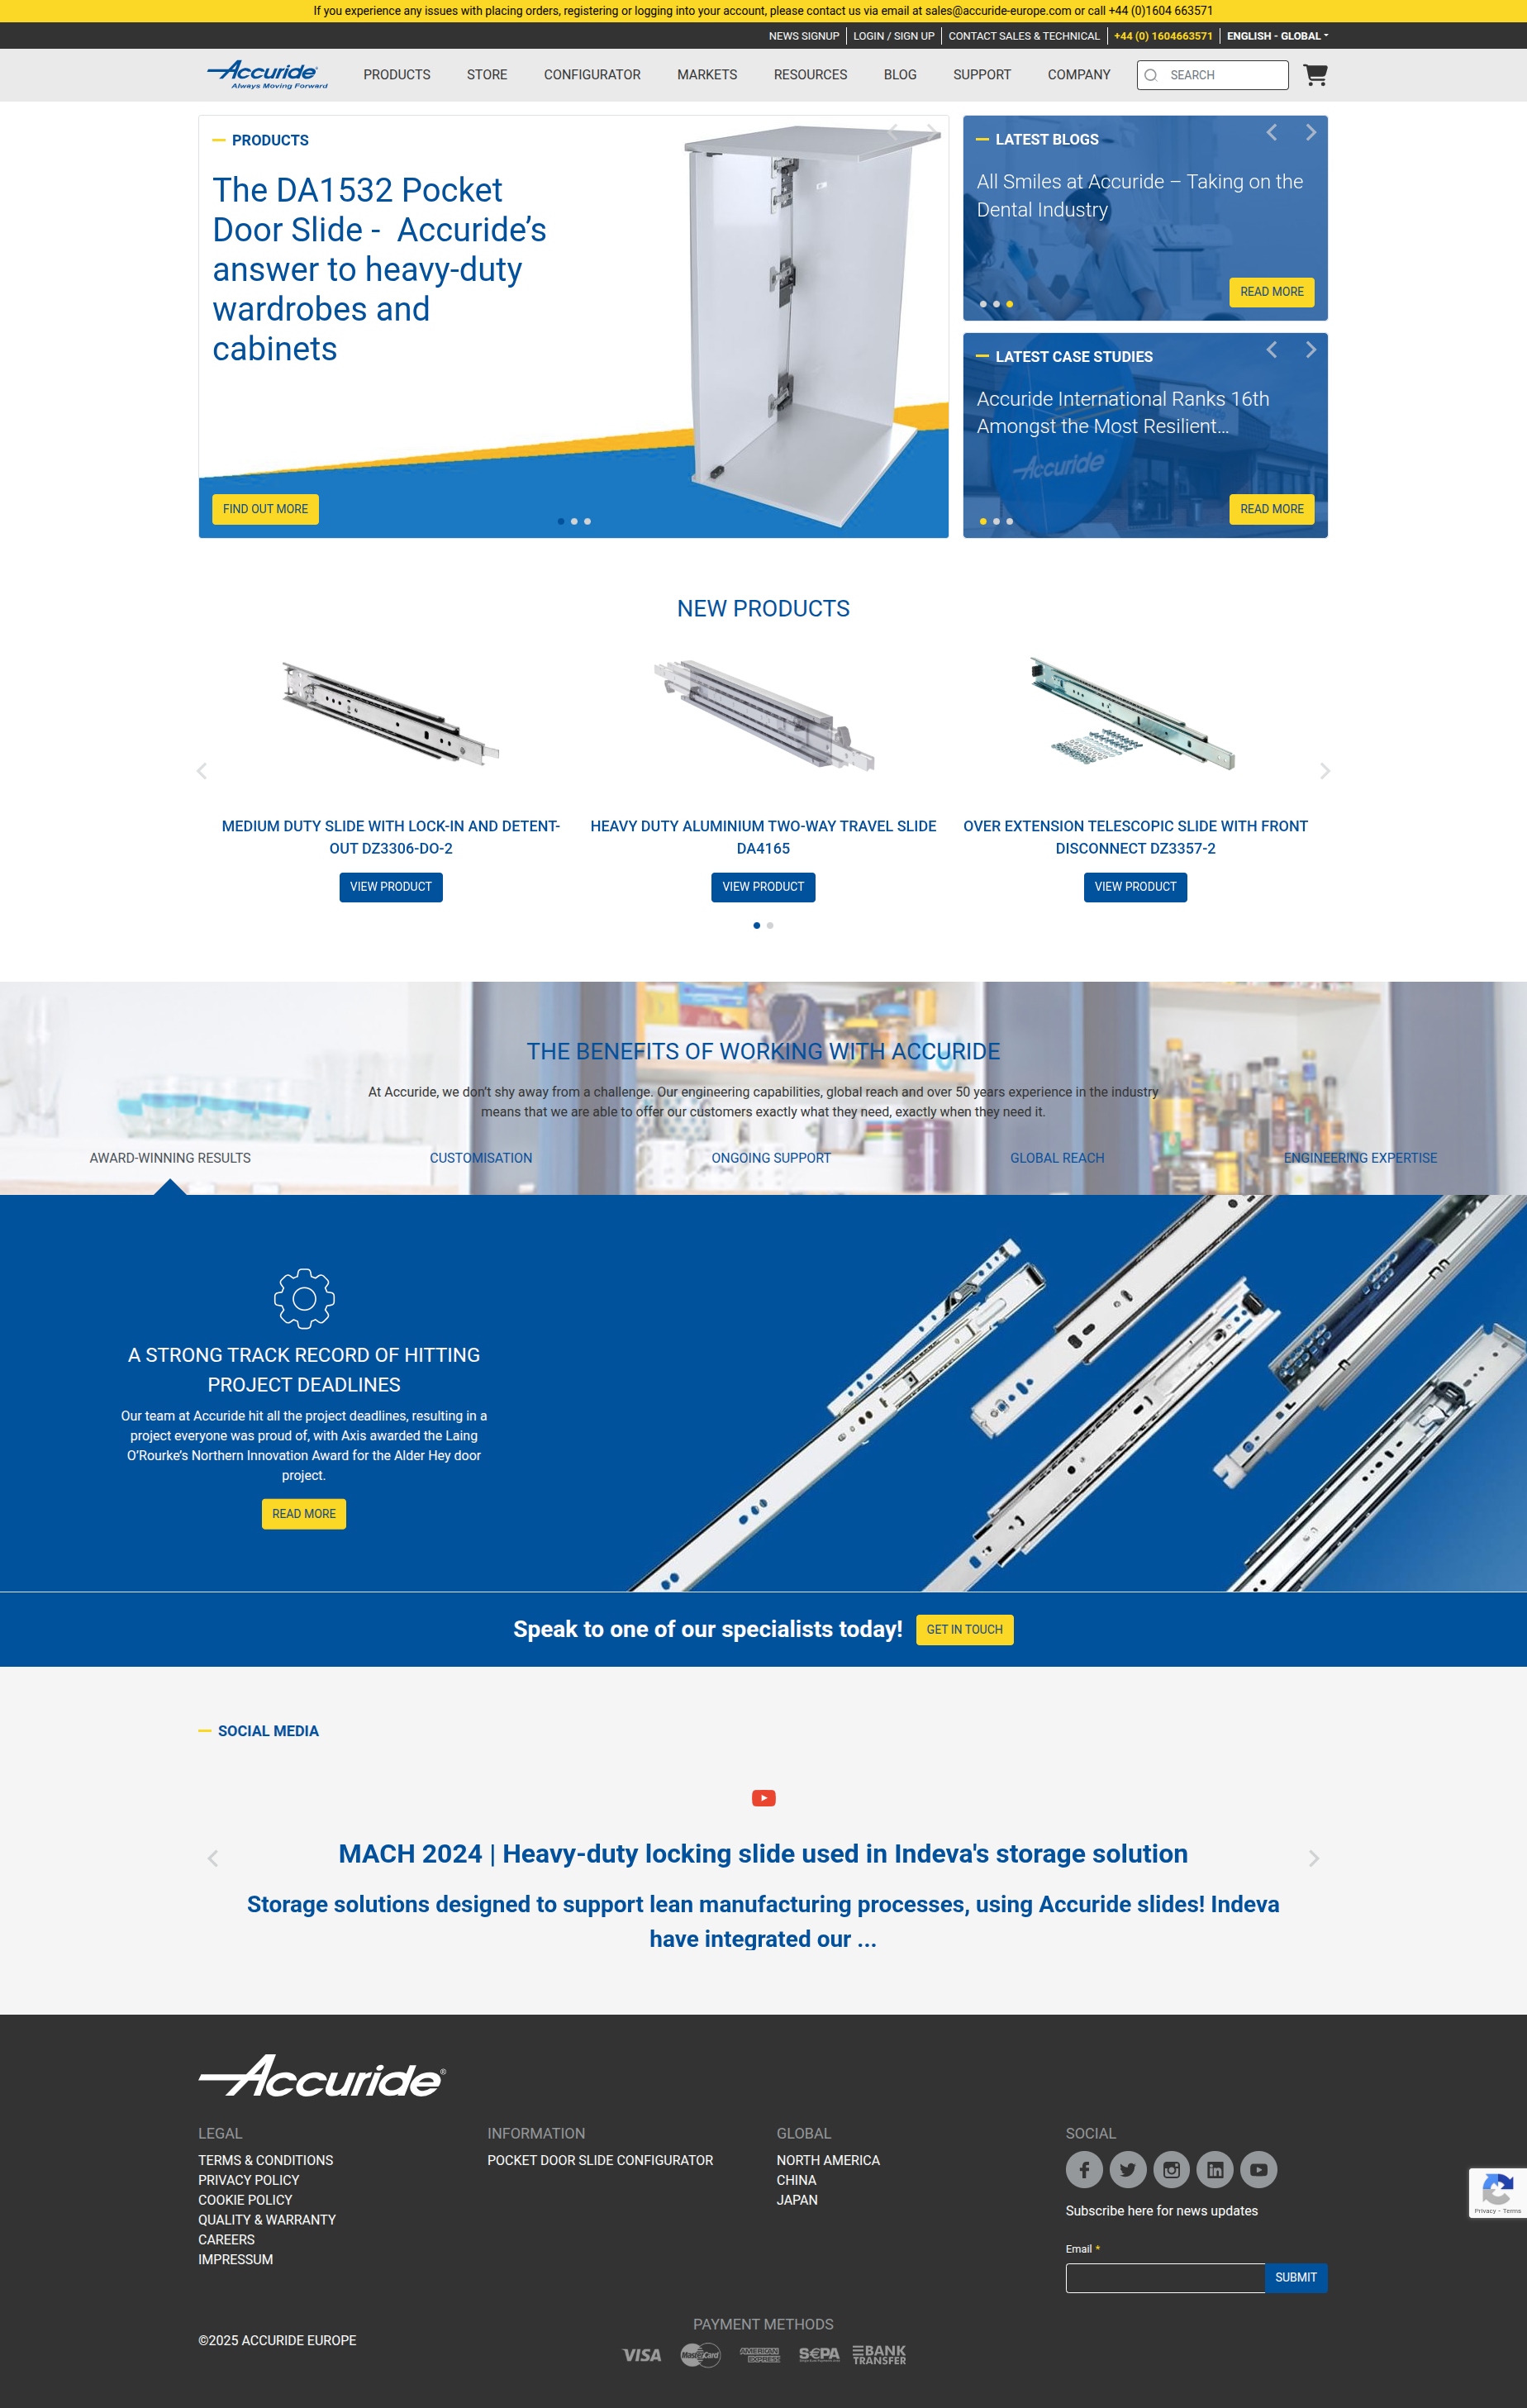 If you experience any issues with placing orders, registering or logging into your account, please contact us via email at sales@accuride-europe.com or call +44 (0)1604 663571
NEWS SIGNUP
LOGIN / SIGN UP
CONTACT SALES & TECHNICAL
+44 (0) 1604663571
ENGLISH - GLOBAL
Accuride
Always Moving Forward
PRODUCTS
STORE
CONFIGURATOR
MARKETS
RESOURCES
BLOG
SUPPORT
COMPANY
SEARCH
PRODUCTS
The DA1532 Pocket
Door Slide - Accuride’s
answer to heavy-duty
wardrobes and
cabinets
FIND OUT MORE
LATEST BLOGS
All Smiles at Accuride – Taking on the
Dental Industry
READ MORE
LATEST CASE STUDIES
Accuride International Ranks 16th
Amongst the Most Resilient…
Accuride
READ MORE
NEW PRODUCTS
MEDIUM DUTY SLIDE WITH LOCK-IN AND DETENT-
OUT DZ3306-DO-2
VIEW PRODUCT
HEAVY DUTY ALUMINIUM TWO-WAY TRAVEL SLIDE
DA4165
VIEW PRODUCT
OVER EXTENSION TELESCOPIC SLIDE WITH FRONT
DISCONNECT DZ3357-2
VIEW PRODUCT
THE BENEFITS OF WORKING WITH ACCURIDE
At Accuride, we don’t shy away from a challenge. Our engineering capabilities, global reach and over 50 years experience in the industry
means that we are able to offer our customers exactly what they need, exactly when they need it.
AWARD-WINNING RESULTS
CUSTOMISATION
ONGOING SUPPORT
GLOBAL REACH
ENGINEERING EXPERTISE
A STRONG TRACK RECORD OF HITTING
PROJECT DEADLINES
Our team at Accuride hit all the project deadlines, resulting in a
project everyone was proud of, with Axis awarded the Laing
O’Rourke’s Northern Innovation Award for the Alder Hey door
project.
READ MORE
Speak to one of our specialists today!
GET IN TOUCH
SOCIAL MEDIA
MACH 2024 | Heavy-duty locking slide used in Indeva's storage solution
Storage solutions designed to support lean manufacturing processes, using Accuride slides! Indeva
have integrated our ...
Accuride®
LEGAL
TERMS & CONDITIONS
PRIVACY POLICY
COOKIE POLICY
QUALITY & WARRANTY
CAREERS
IMPRESSUM
INFORMATION
POCKET DOOR SLIDE CONFIGURATOR
GLOBAL
NORTH AMERICA
CHINA
JAPAN
SOCIAL
Subscribe here for news updates
Email *
SUBMIT
Privacy - Terms
©2025 ACCURIDE EUROPE
PAYMENT METHODS
VISA
MasterCard
AMERICAN EXPRESS
S€PA
BANK TRANSFER